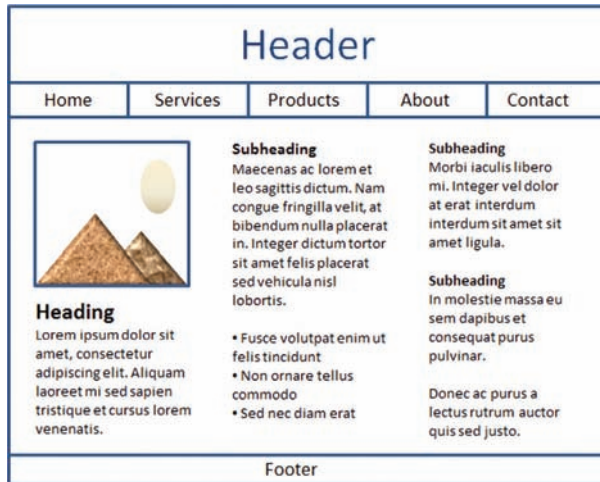 Header
Home Services Products About Contact
Heading
Lorem ipsum dolor sit
amet, consectetur
adipiscing elit. Aliquam
laoreet mi sed sapien
tristique et cursus lorem
venenatis.
Subheading
Maecenas ac lorem et
leo sagittis dictum. Nam
congue fringilla velit, at
bibendum nulla placerat
in. Integer dictum tortor
sit amet felis placerat
sed vehicula nisl
lobortis.
• Fusce volutpat enim ut
felis tincidunt
• Non ornare tellus
commodo
• Sed nec diam erat
Subheading
Morbi iaculis libero
mi. Integer vel dolor
at erat interdum
interdum sit amet sit
amet ligula.
Subheading
In molestie massa eu
sem dapibus et
consequat purus
pulvinar.
Donec ac purus a
lectus rutrum auctor
quis sed justo.
Footer